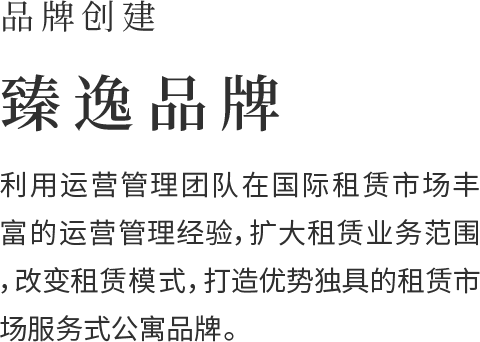 品牌创建
臻逸品牌
利用运营管理团队在国际租赁市场丰
富的运营管理经验，扩大租赁业务范围
，改变租赁模式，打造优势独具的租赁市
场服务式公寓品牌。